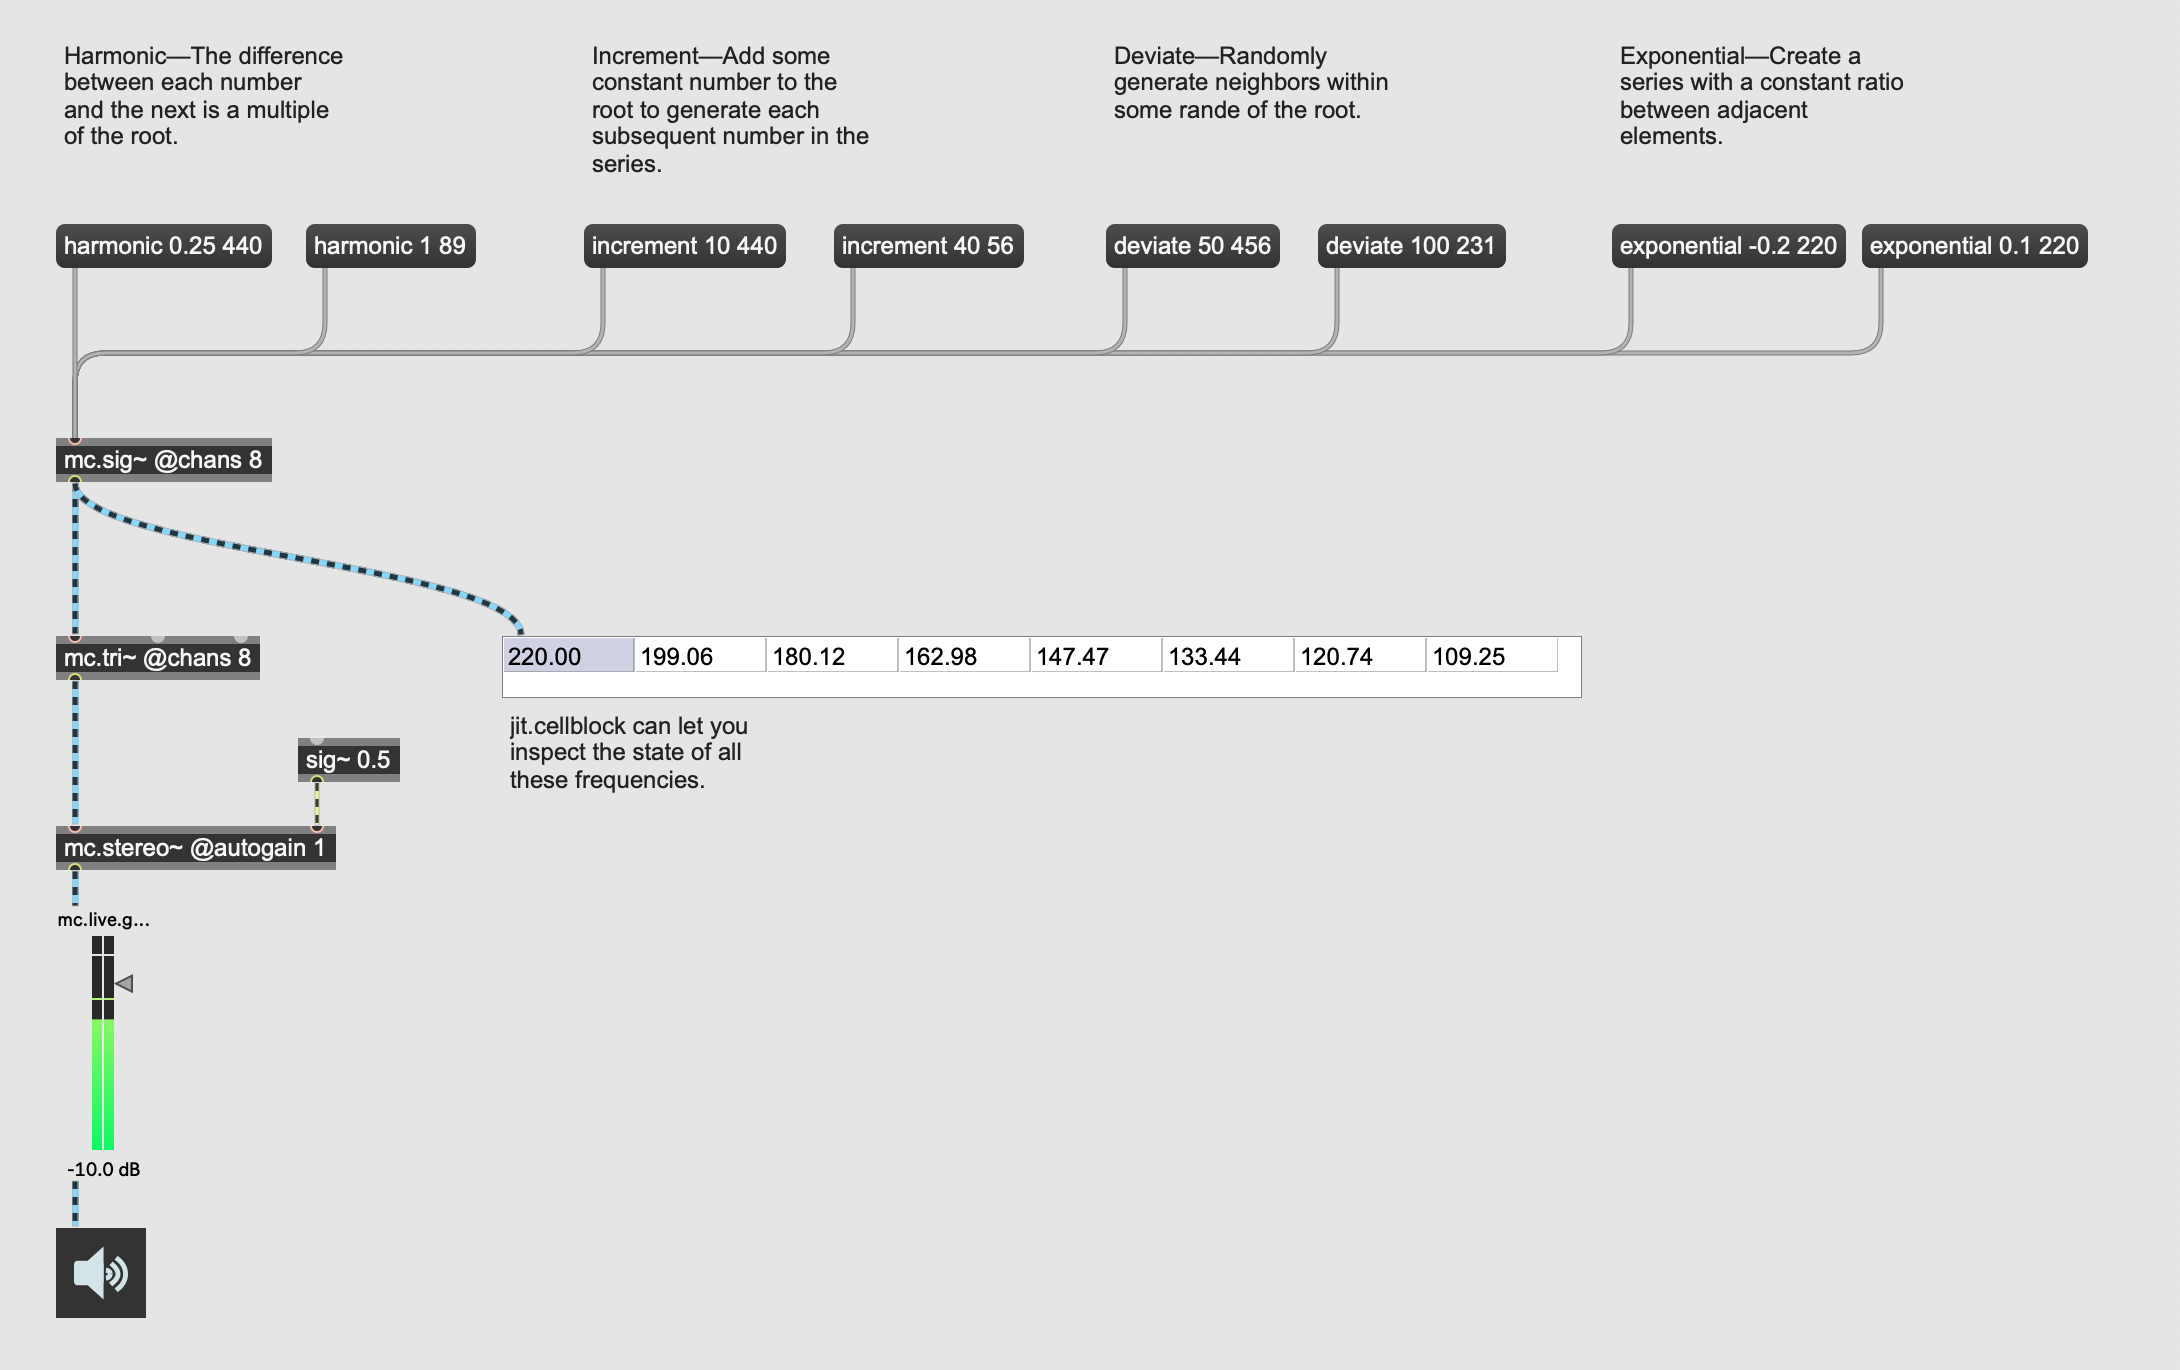 Harmonic—The difference
between each number
and the next is a multiple
of the root.
Increment—Add some
constant number to the
root to generate each
subsequent number in the
series.
Deviate—Randomly
generate neighbors within
some rande of the root.
Exponential—Create a
series with a constant ratio
between adjacent
elements.
harmonic 0.25 440
harmonic 1 89
increment 10 440
increment 40 56
deviate 50 456
deviate 100 231
exponential -0.2 220
exponential 0.1 220
mc.sig~ @chans 8
mc.tri~ @chans 8
220.00 199.06 180.12 162.98 147.47 133.44 120.74 109.25
jit.cellblock can let you
inspect the state of all
these frequencies.
sig~ 0.5
mc.stereo~ @autogain 1
mc.live.g...
-10.0 dB